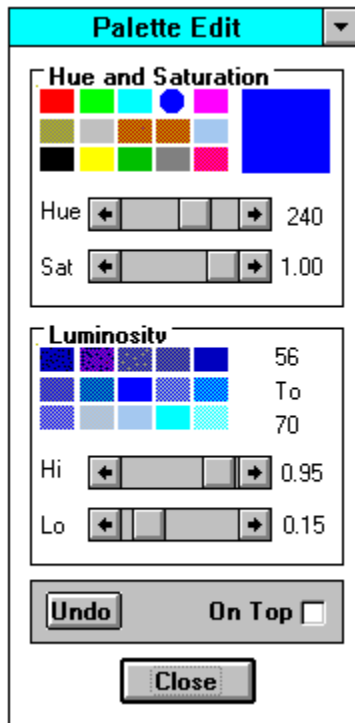 Palette Edit
Hue and Saturation
Hue 240
Sat 1.00
Luminosity
56
To
70
Hi 0.95
Lo 0.15
Undo On Top
Close